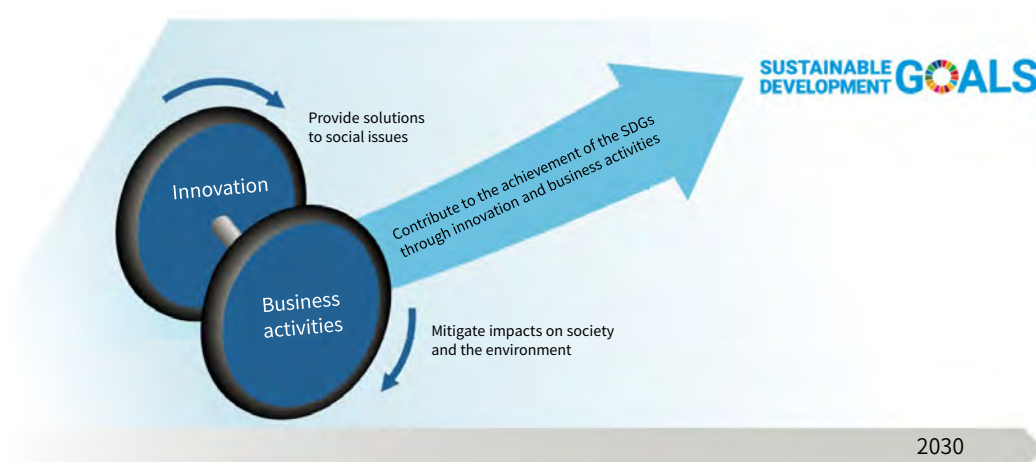 SUSTAINABLE
DEVELOPMENT GOALS
Provide solutions
to social issues
Innovation
Contribute to the achievement of the SDGs
through innovation and business activities
Business
activities
Mitigate impacts on society
and the environment
2030